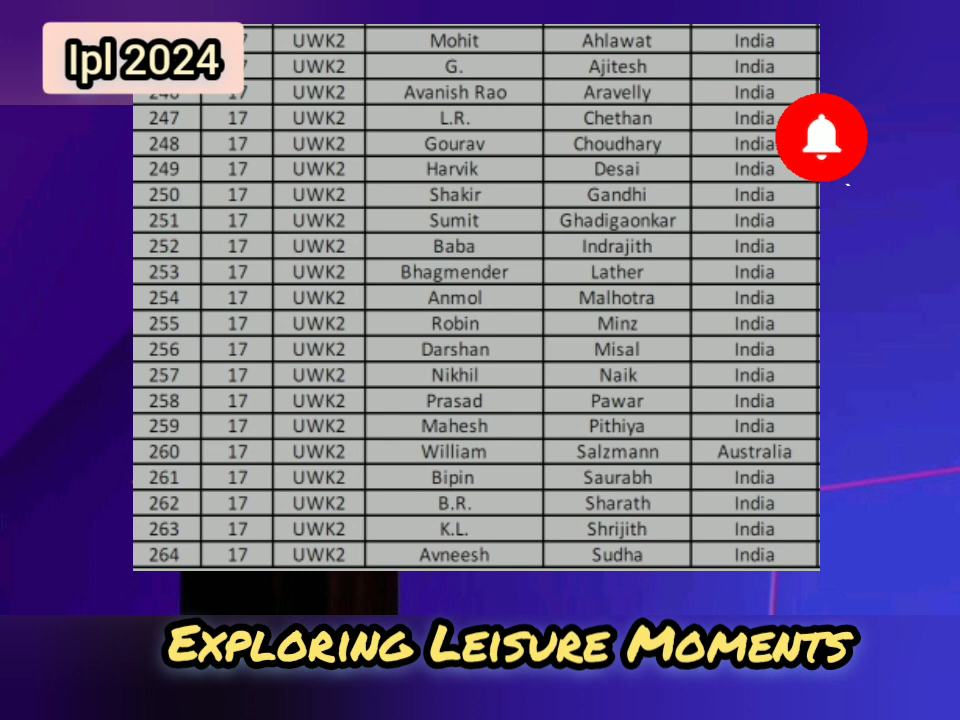 Ipl 2024
7 UWK2 Mohit Ahlawat India
UWK2 G. Ajitesh India
246 17 UWK2 Avanish Rao Aravelly India
247 17 UWK2 L.R. Chethan India
248 17 UWK2 Gourav Choudhary India
249 17 UWK2 Harvik Desai India
250 17 UWK2 Shakir Gandhi India
251 17 UWK2 Sumit Ghadigaonkar India
252 17 UWK2 Baba Indrajith India
253 17 UWK2 Bhagmender Lather India
254 17 UWK2 Anmol Malhotra India
255 17 UWK2 Robin Minz India
256 17 UWK2 Darshan Misal India
257 17 UWK2 Nikhil Naik India
258 17 UWK2 Prasad Pawar India
259 17 UWK2 Mahesh Pithiya India
260 17 UWK2 William Salzmann Australia
261 17 UWK2 Bipin Saurabh India
262 17 UWK2 B.R. Sharath India
263 17 UWK2 K.L. Shrijith India
264 17 UWK2 Avneesh Sudha India
Exploring Leisure Moments